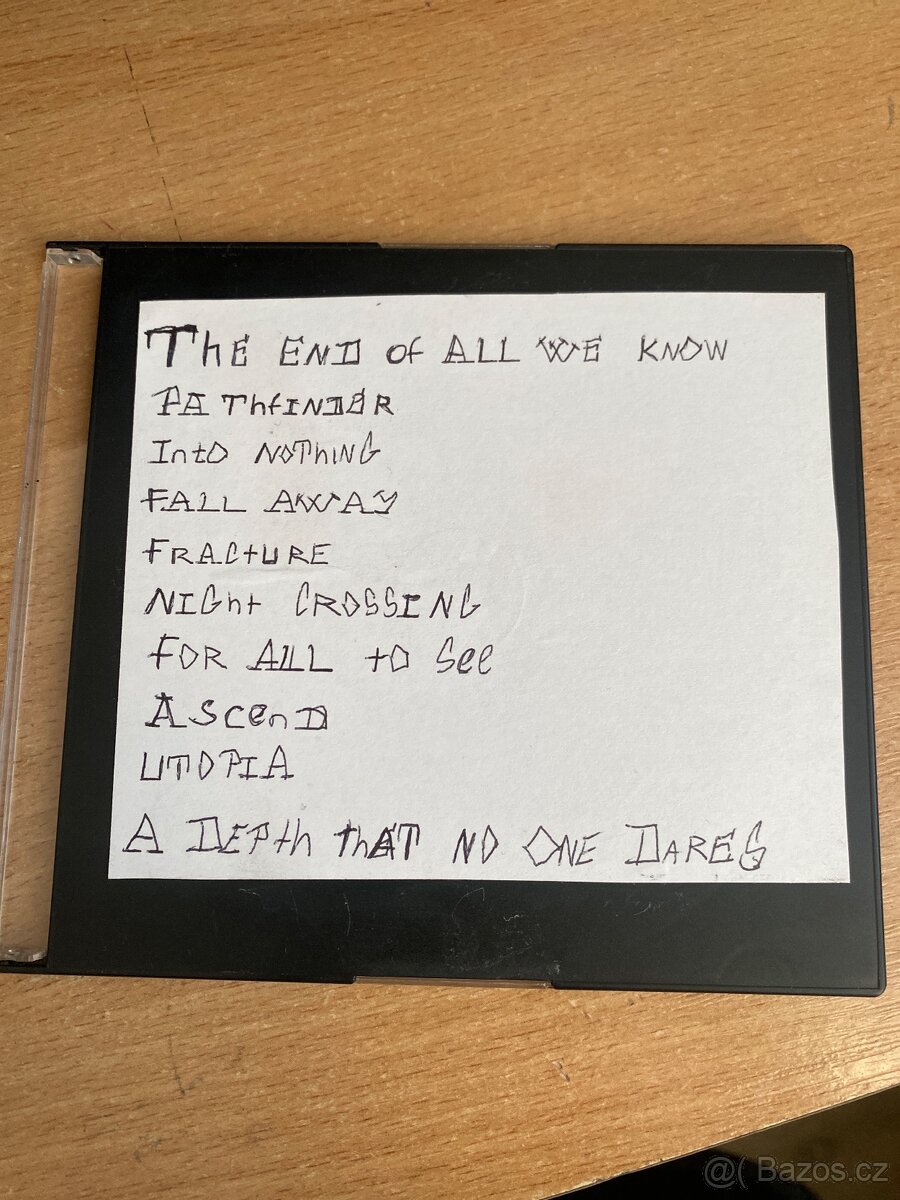 The END Of ALL WE KNOW
PAThfINDER
IntO NOThING
FALL AWAY
FRACtURE
NIGht CROSSING
FOR ALL tO See
AScenD
UTOPIA
A DEPth thAT NO ONE DARES
@( Bazos.cz